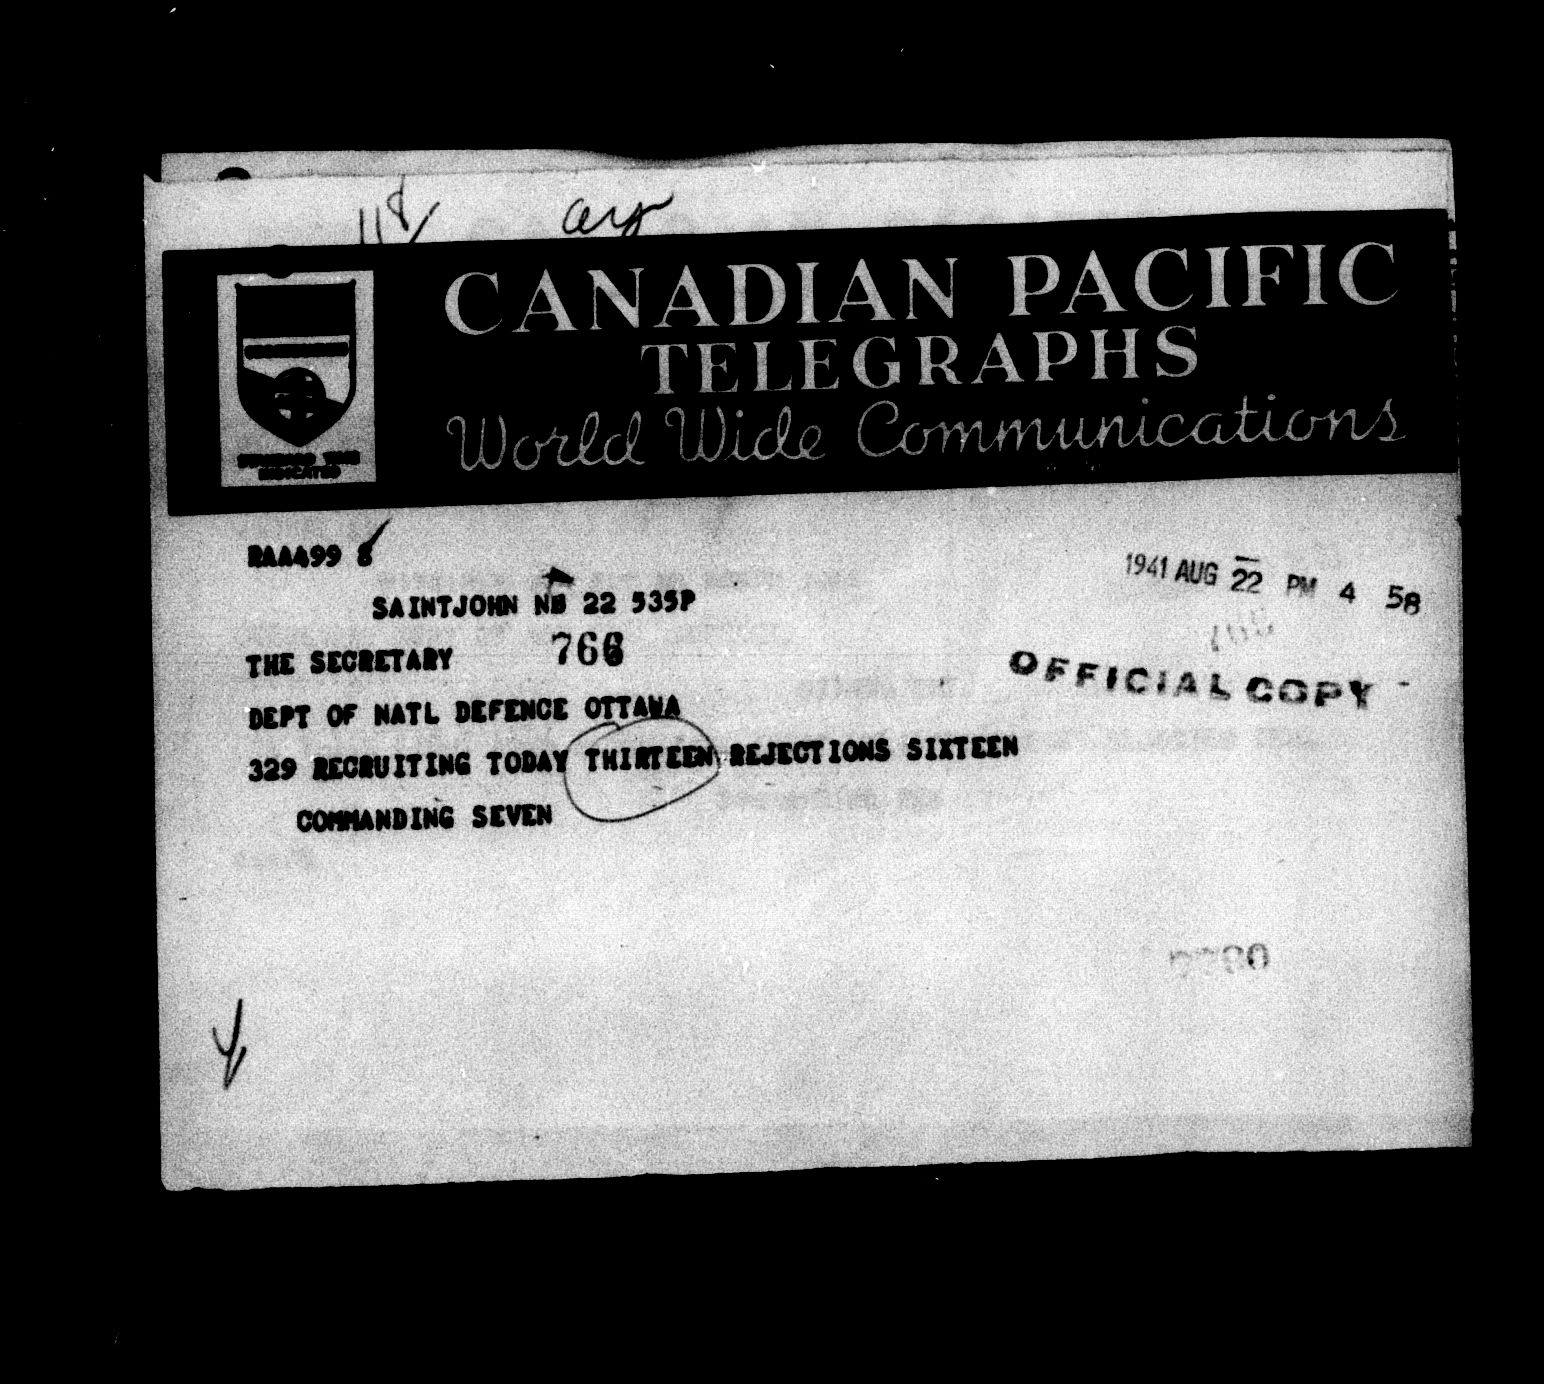 CANADIAN PACIFIC
TELEGRAPHS
World Wide Communications
RAA499 8
1941 AUG 22 PM 4 58
SAINTJOHN NB 22 535P
THE SECRETARY 766
OFFICIAL COPY
DEPT OF NATL DEFENCE OTTAWA
329 RECRUITING TODAY THIRTEEN REJECTIONS SIXTEEN
COMMANDING SEVEN